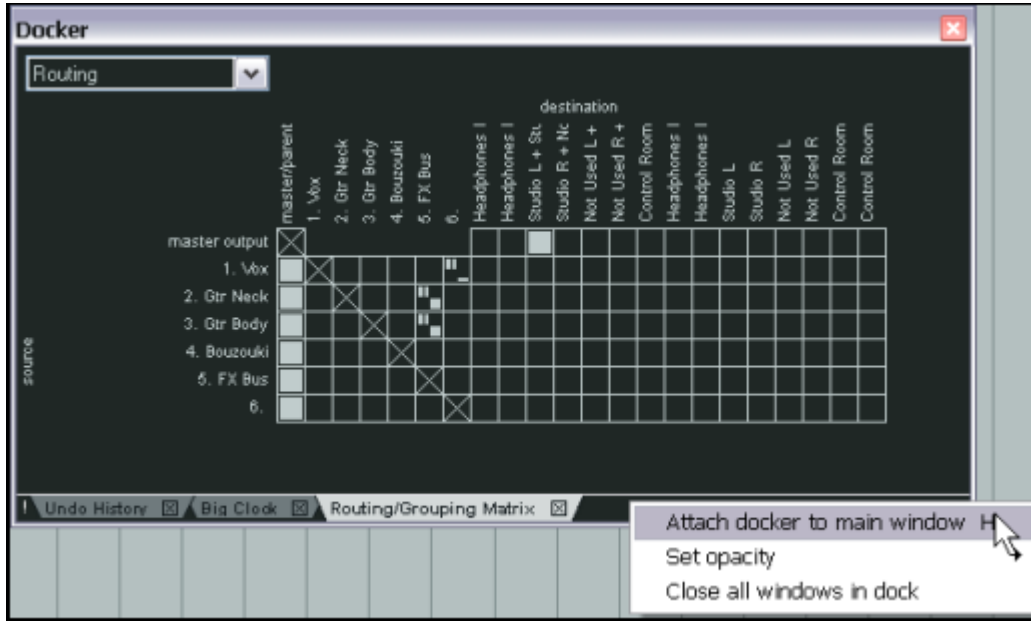 Docker
Routing
destination
master/parent
1. Vox
2. Gtr Neck
3. Gtr Body
4. Bouzouki
5. FX Bus
6.
Headphones
Headphones
Studio L + Stu
Studio R + No
Not Used L +
Not Used R +
Control Room
Headphones
Headphones
Studio L
Studio R
Not Used L
Not Used R
Control Room
Control Room
master output
1. Vox
2. Gtr Neck
3. Gtr Body
source
4. Bouzouki
5. FX Bus
6.
! Undo History
Big Clock
Routing/Grouping Matrix
Attach docker to main window
Set opacity
Close all windows in dock